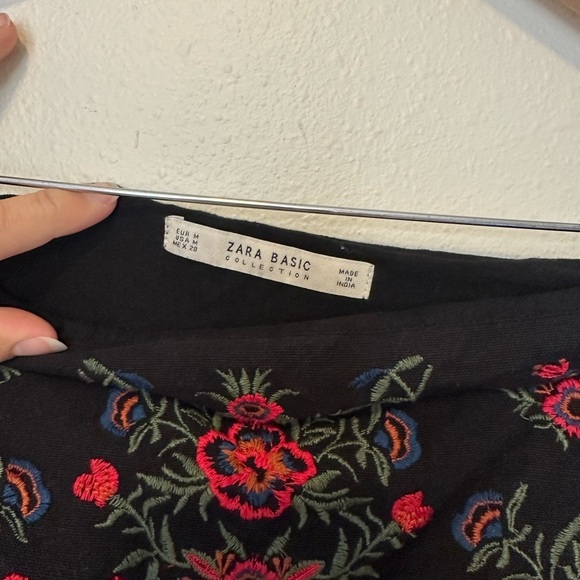 EUR M
USA M
MEX 28
ZARA BASIC
COLLECTION
MADE
IN
INDIA